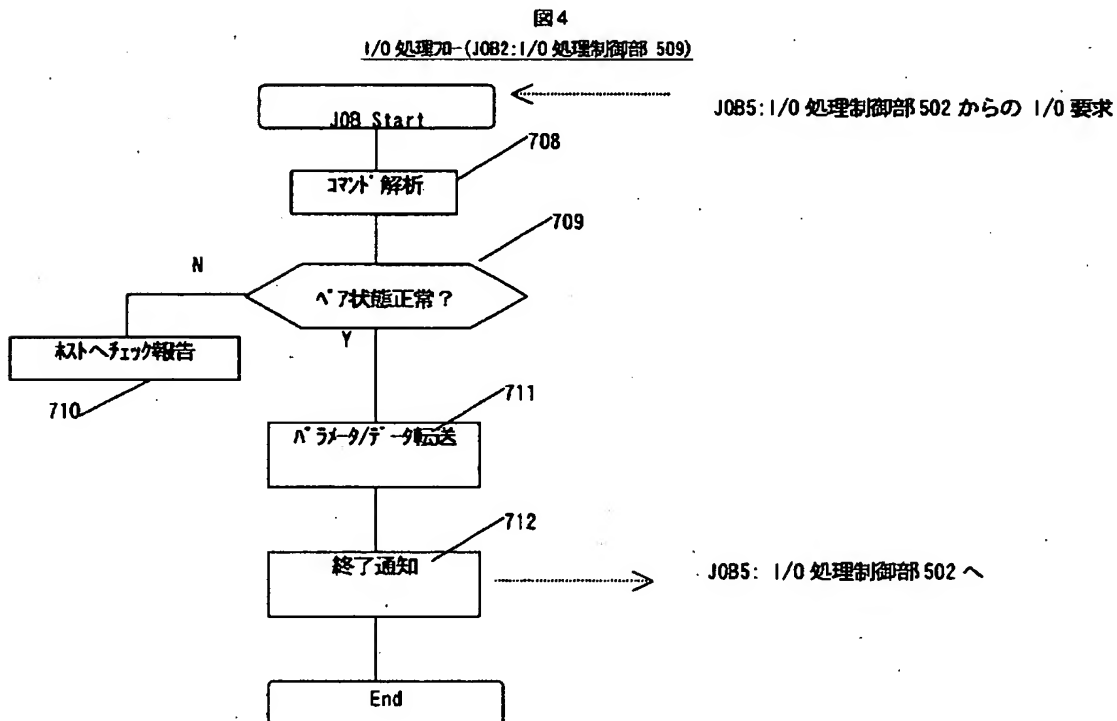 図4
I/O 処理フロー(JOB2:I/O 処理制御部 509)
JOB Start
JOB5:I/O 処理制御部 502 からの I/O 要求
708
コマンド 解析
709
N
ペア状態正常？
Y
ホストへチェック報告
710
711
パラメータ/データ転送
712
終了通知
JOB5: I/O 処理制御部 502 へ
End